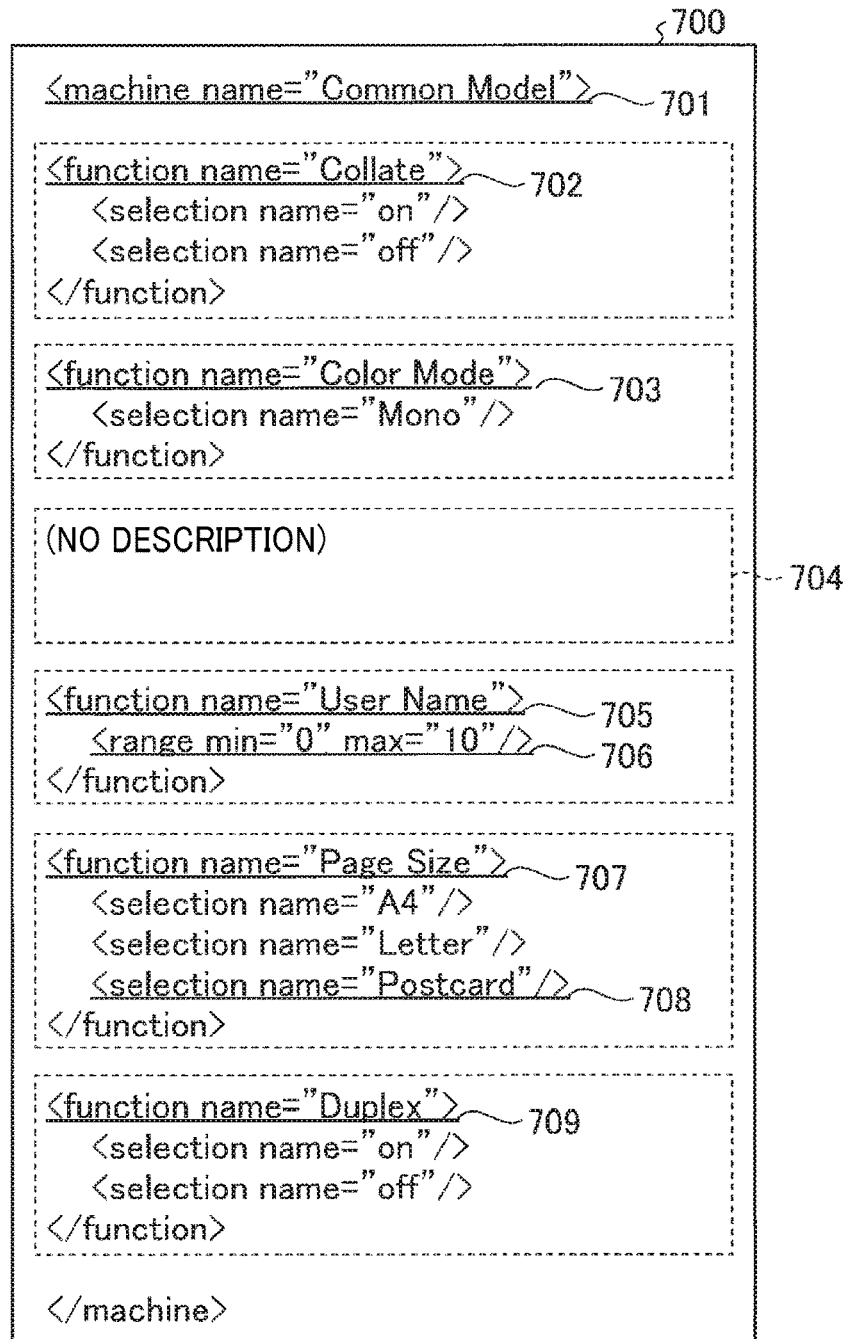 700
<machine name="Common Model"> 701
<function name="Collate"> 702
<selection name="on"/>
<selection name="off"/>
</function>
<function name="Color Mode"> 703
<selection name="Mono"/>
</function>
(NO DESCRIPTION)
704
<function name="User Name"> 705
<range min="0" max="10"/> 706
</function>
<function name="Page Size"> 707
<selection name="A4"/>
<selection name="Letter"/>
<selection name="Postcard"/> 708
</function>
<function name="Duplex"> 709
<selection name="on"/>
<selection name="off"/>
</function>
</machine>